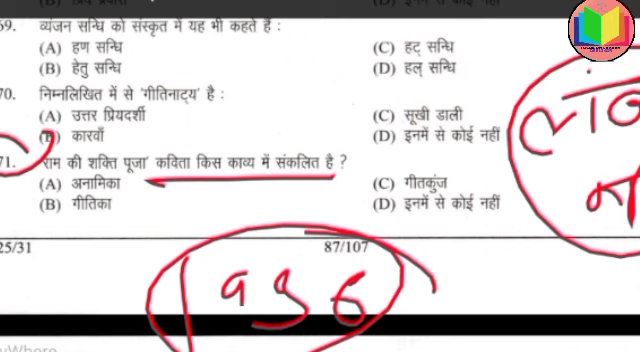 69. व्यंजन सन्धि को संस्कृत में यह भी कहते हैं :
(A) हण सन्धि (C) हट् सन्धि
(B) हेतु सन्धि (D) हल् सन्धि
70. निम्नलिखित में से 'गीतिनाट्य' है :
(A) उत्तर प्रियदर्शी (C) सूखी डाली
(B) कारवाँ (D) इनमें से कोई नहीं
71. 'राम की शक्ति पूजा' कविता किस काव्य में संकलित है ?
(A) अनामिका (C) गीतकुंज
(B) गीतिका (D) इनमें से कोई नहीं
25/31 87/107
1936